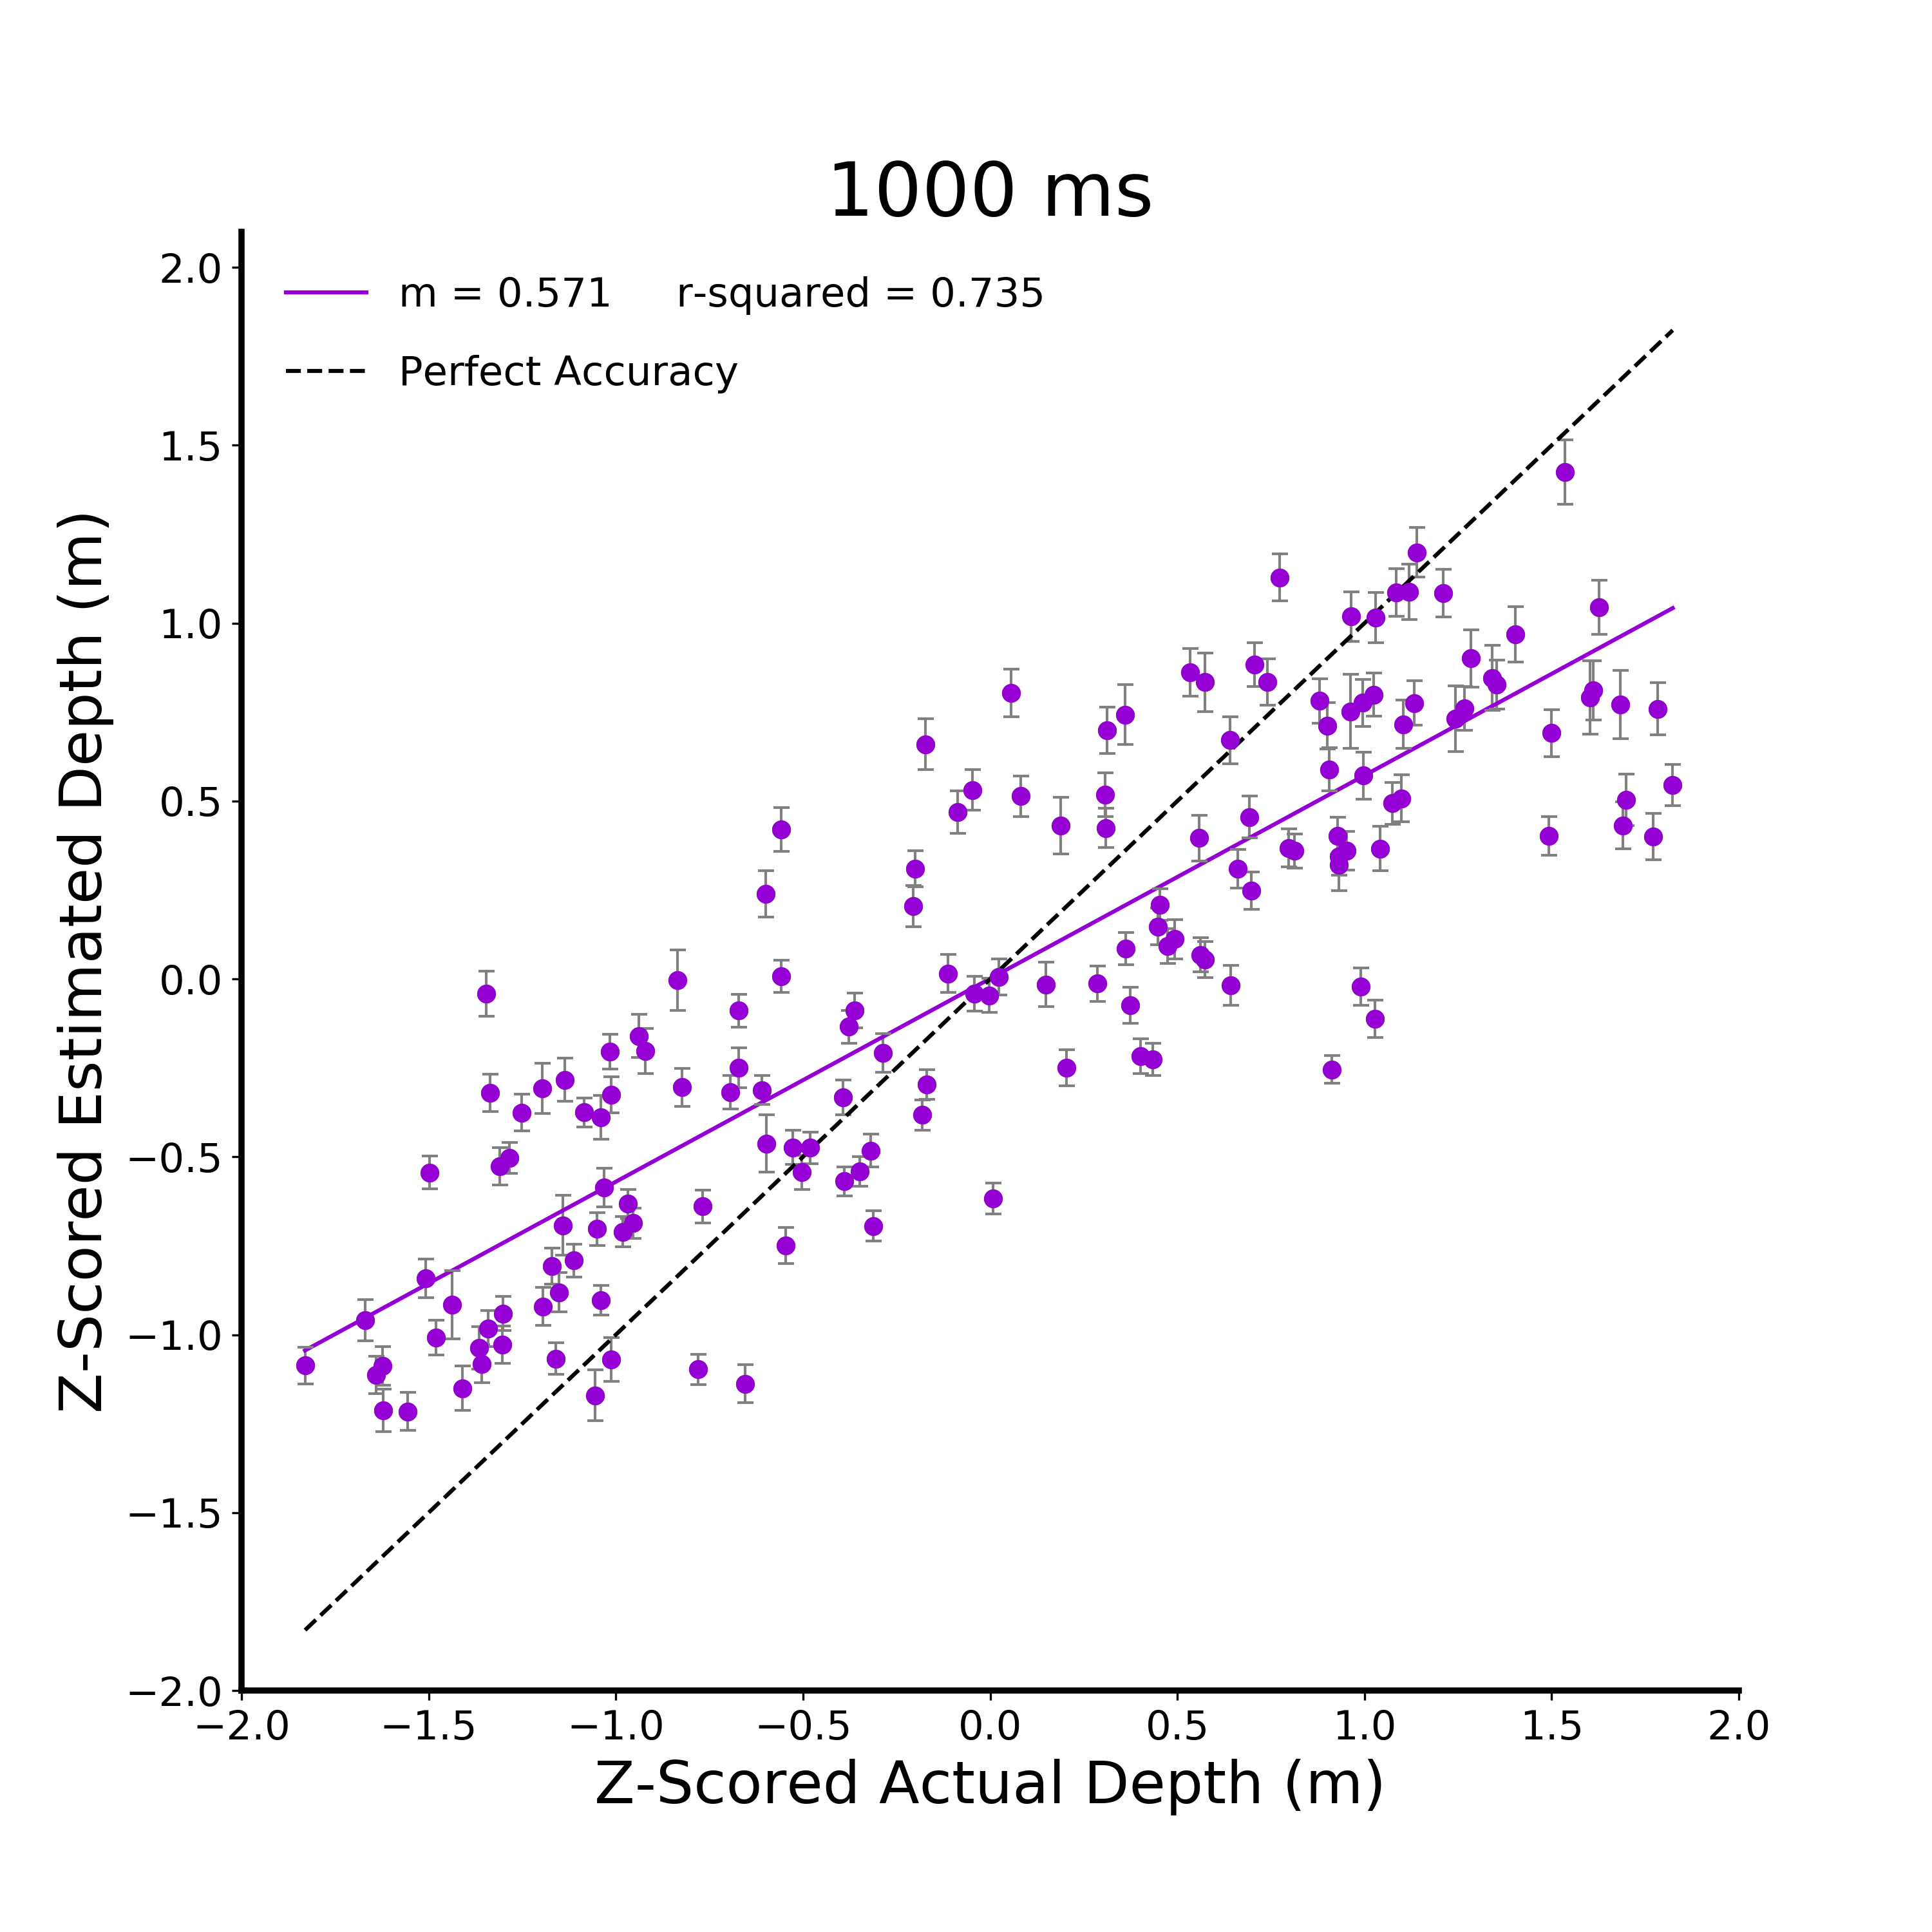 1000 ms
m = 0.571 r-squared = 0.735
Perfect Accuracy
Z-Scored Estimated Depth (m)
2.0
1.5
1.0
0.5
0.0
−0.5
−1.0
−1.5
−2.0
−2.0 −1.5 −1.0 −0.5 0.0 0.5 1.0 1.5 2.0
Z-Scored Actual Depth (m)